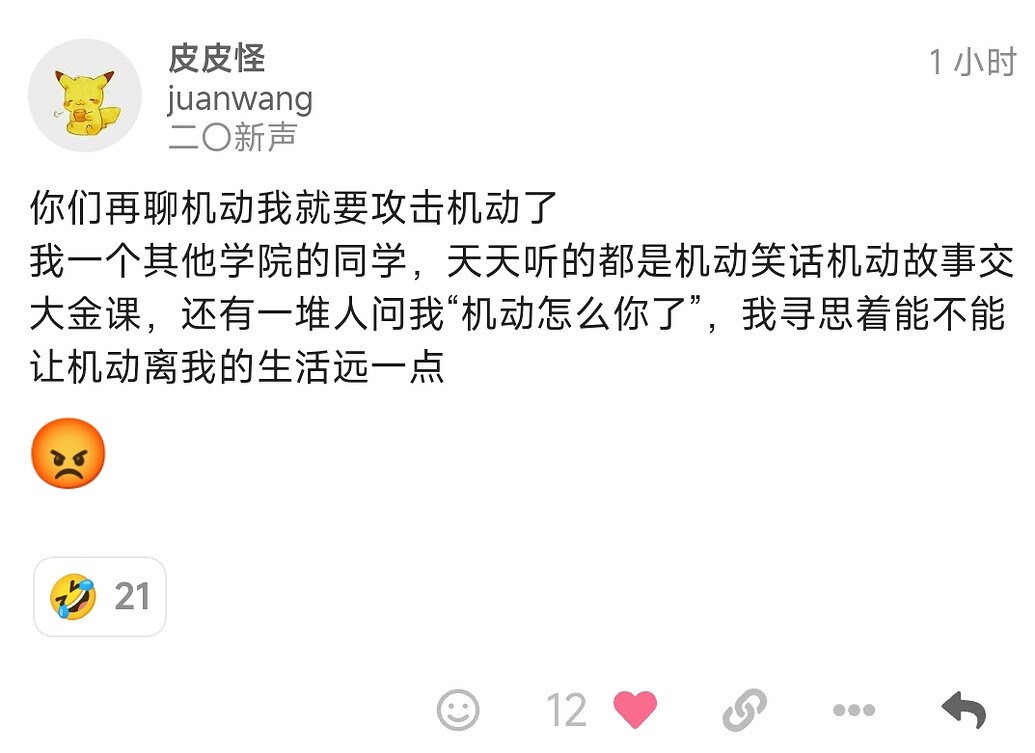 皮皮怪
1 小时
juanwang
二〇新声
你们再聊机动我就要攻击机动了
我一个其他学院的同学，天天听的都是机动笑话机动故事交
大金课，还有一堆人问我“机动怎么你了”，我寻思着能不能
让机动离我的生活远一点
😡
🤣 21
12